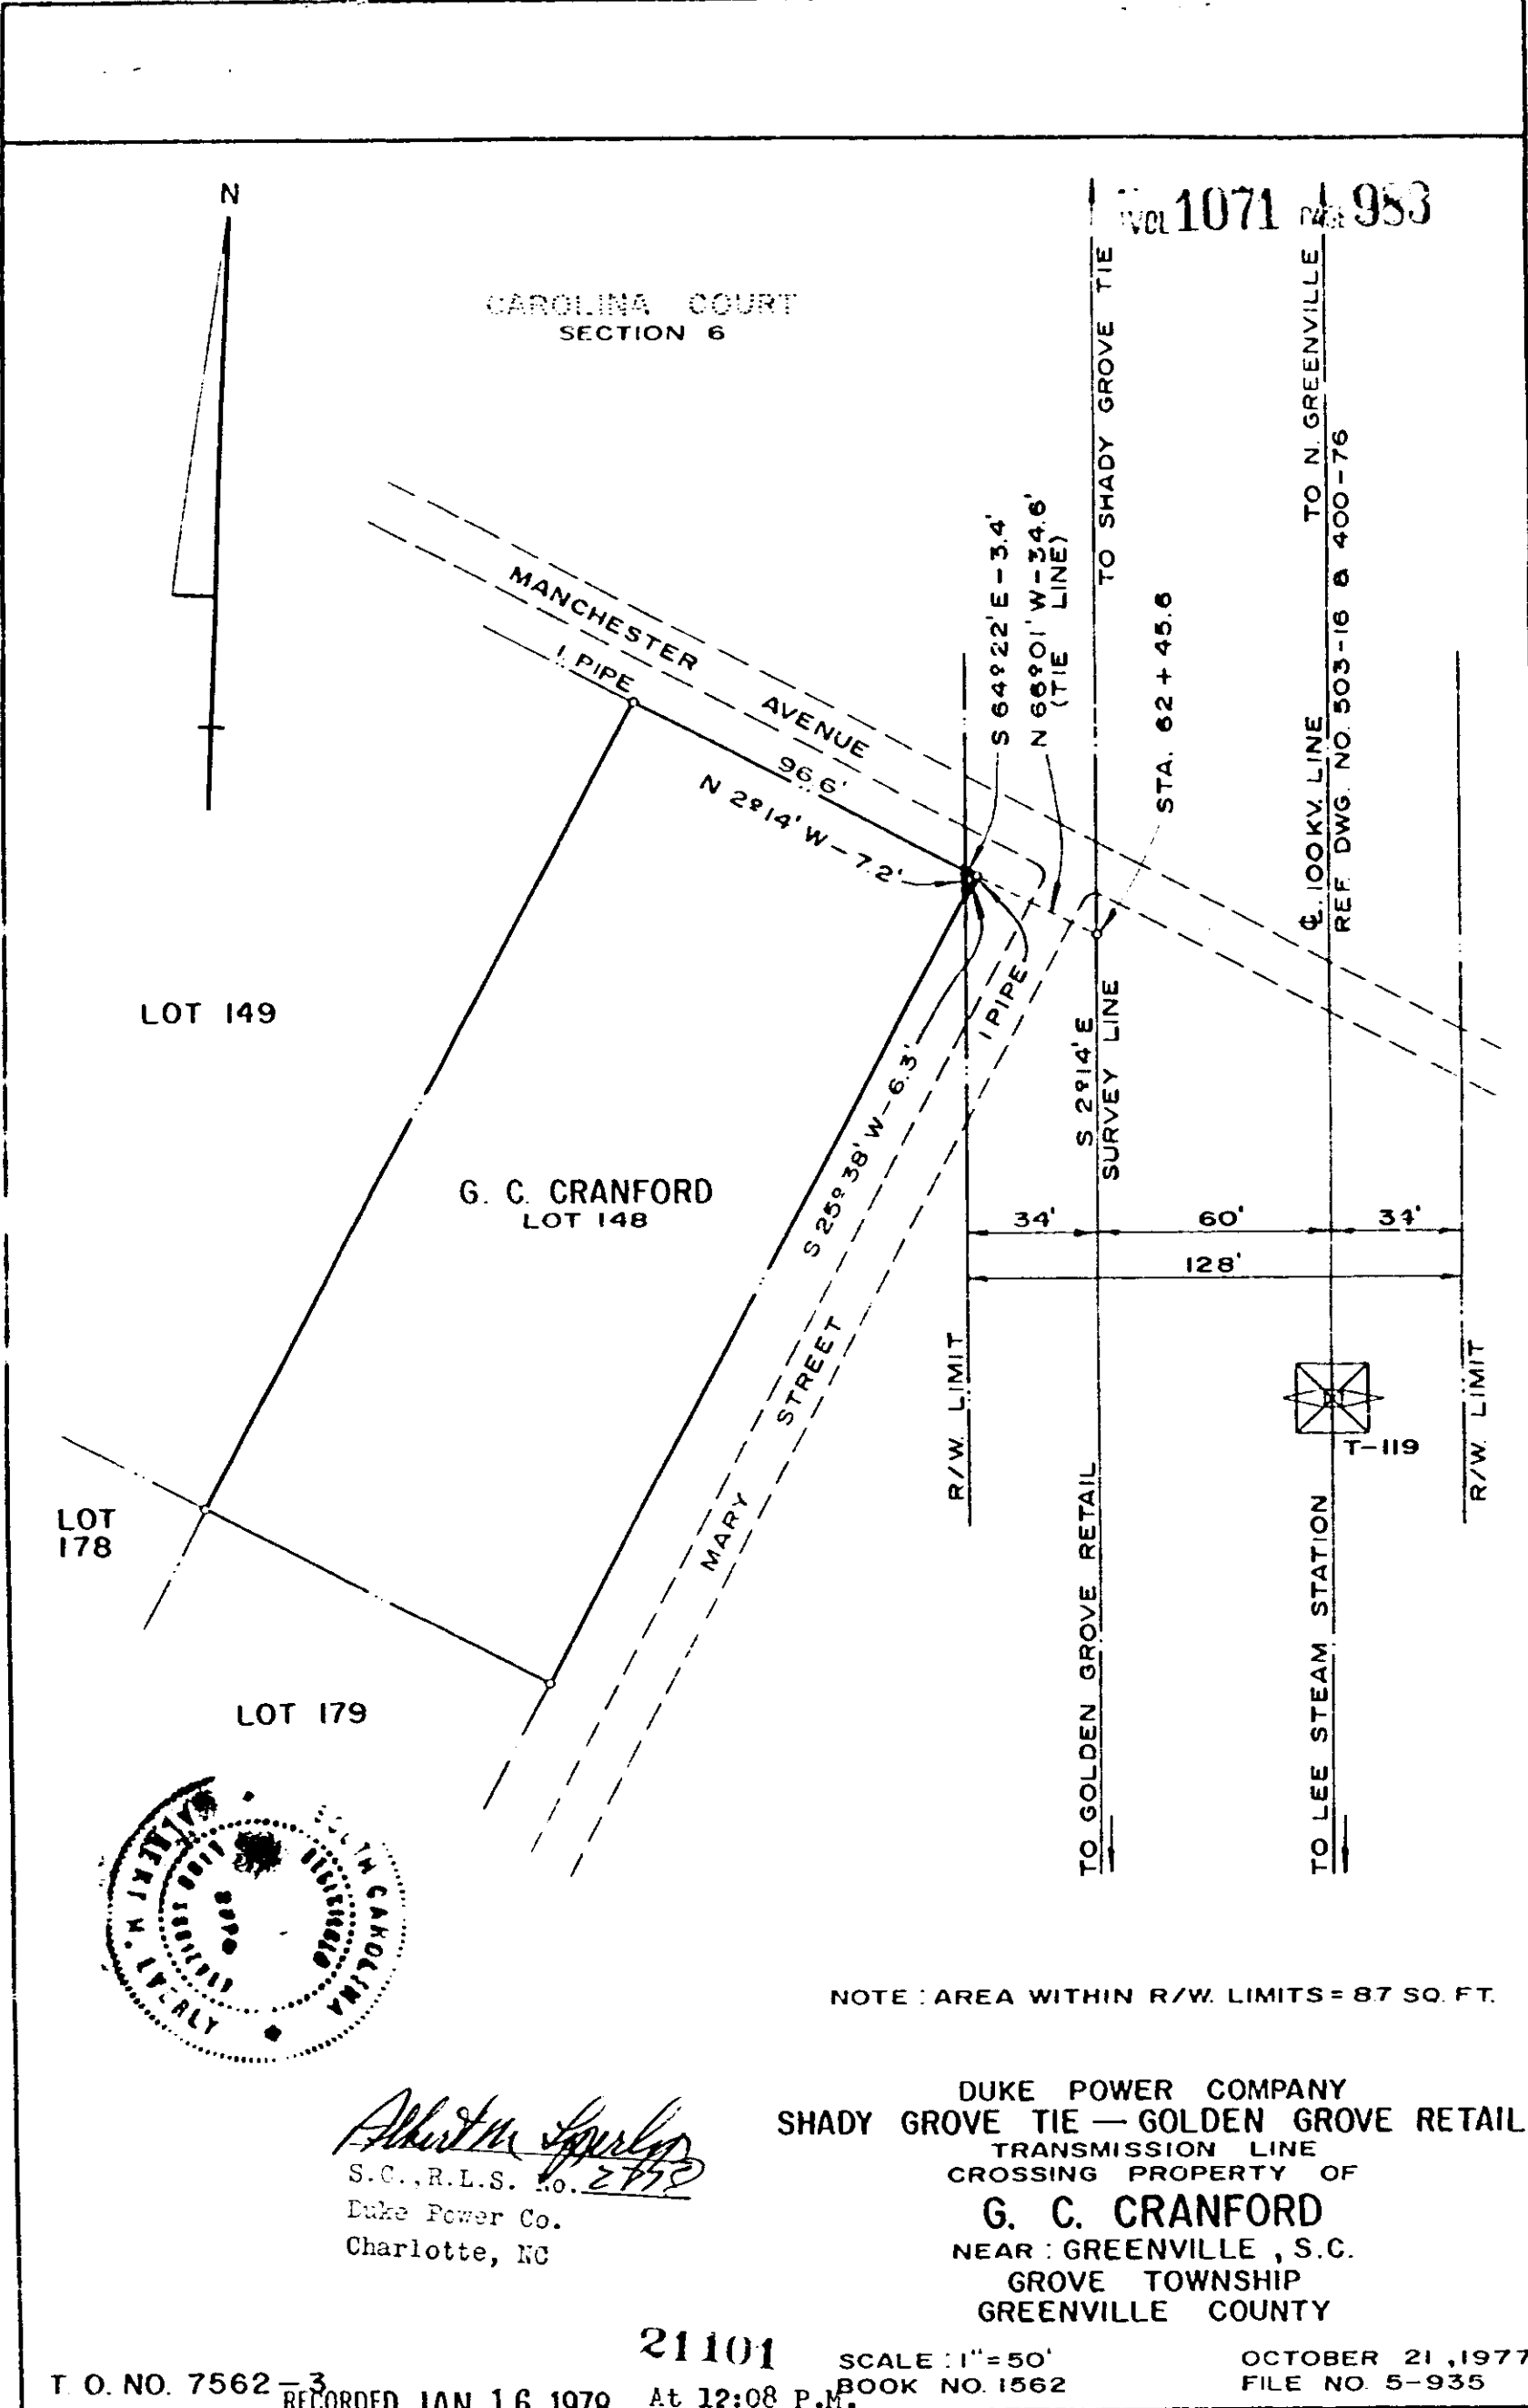 VOL 1071 PAGE 983
N
CAROLINA COURT
SECTION 6
TO SHADY GROVE TIE
TO N. GREENVILLE
MANCHESTER AVENUE
I. PIPE
96.6'
N 2°14' W - 7.2'
S 64°22' E - 3.4'
N 68°01' W - 34.6'
(TIE LINE)
STA. 62 + 45.6
℄ 100KV. LINE
REF. DWG. NO. 503-16 & 400-76
LOT 149
I PIPE
S 25°38' W - 6.3'
S 2°14' E
SURVEY LINE
G. C. CRANFORD
LOT 148
34' 60' 34'
128'
MARY STREET
R/W. LIMIT
R/W. LIMIT
T-119
LOT
178
LOT 179
TO GOLDEN GROVE RETAIL
TO LEE STEAM STATION
SOUTH CAROLINA
REGISTERED
NOTE : AREA WITHIN R/W. LIMITS = 8.7 SQ. FT.
S.C., R.L.S. No.
Duke Power Co.
Charlotte, NC
DUKE POWER COMPANY
SHADY GROVE TIE — GOLDEN GROVE RETAIL
TRANSMISSION LINE
CROSSING PROPERTY OF
G. C. CRANFORD
NEAR : GREENVILLE , S.C.
GROVE TOWNSHIP
GREENVILLE COUNTY
21101
SCALE : 1" = 50' OCTOBER 21 ,1977
T. O. NO. 7562-3 BOOK NO. 1562 FILE NO. 5-935
RECORDED JAN 16 1979 At 12:08 P.M.